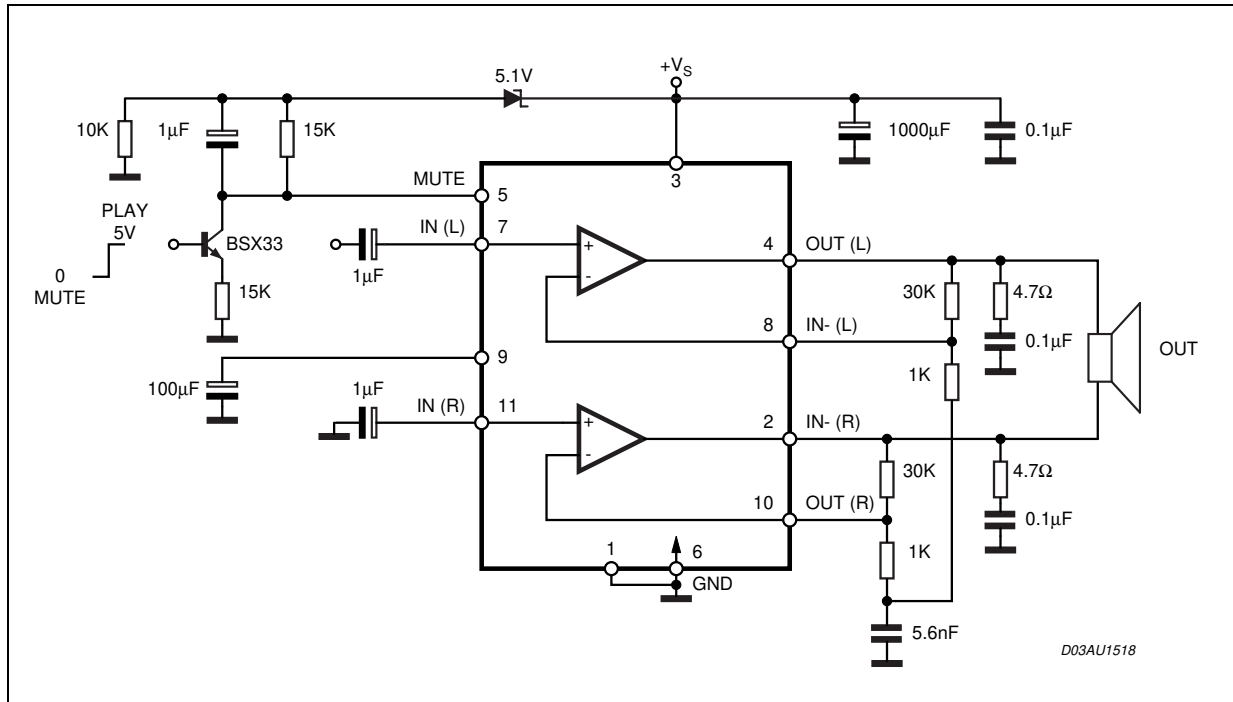 +VS
5.1V
10K
1µF
15K
1000µF
0.1µF
3
MUTE
5
PLAY
5V
0
MUTE
BSX33
15K
IN (L)
7
1µF
+
-
4
OUT (L)
30K
4.7Ω
0.1µF
8
IN- (L)
1K
OUT
9
100µF
1µF
IN (R)
11
+
-
2
IN- (R)
30K
4.7Ω
0.1µF
10
OUT (R)
1K
1
6
GND
5.6nF
D03AU1518